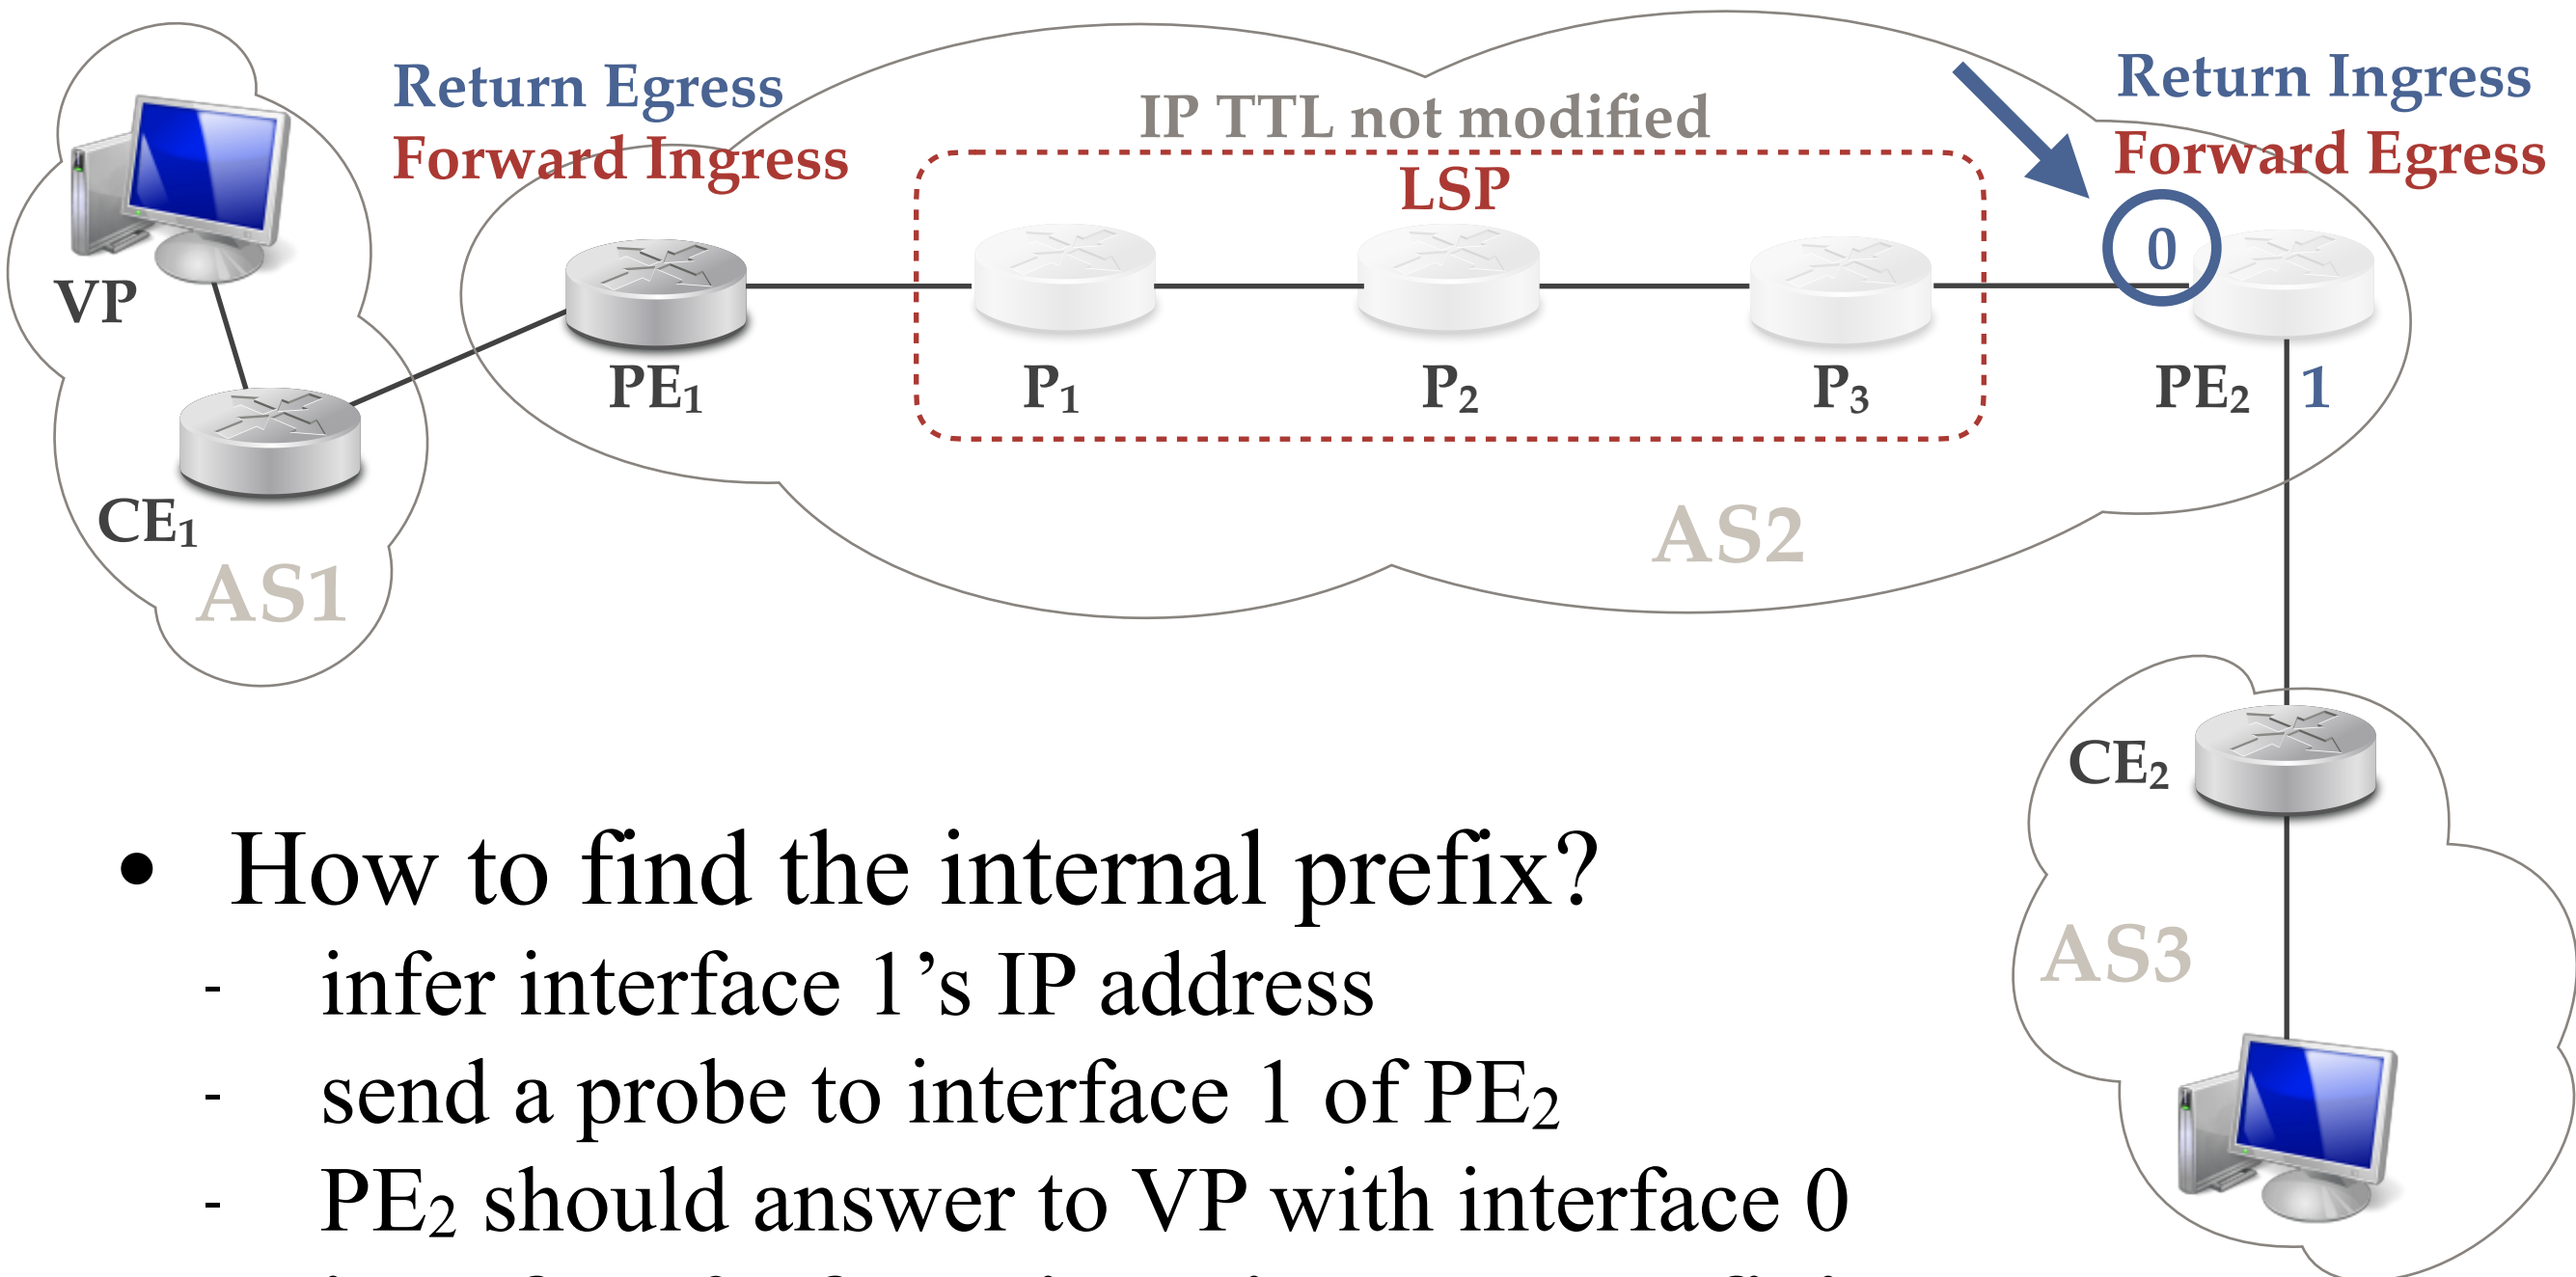 Return Egress
Forward Ingress
IP TTL not modified
LSP
Return Ingress
Forward Egress
0
VP
PE1
P1
P2
P3
PE2
1
CE1
AS1
AS2
CE2
AS3
• How to find the internal prefix?
- infer interface 1’s IP address
- send a probe to interface 1 of PE2
- PE2 should answer to VP with interface 0